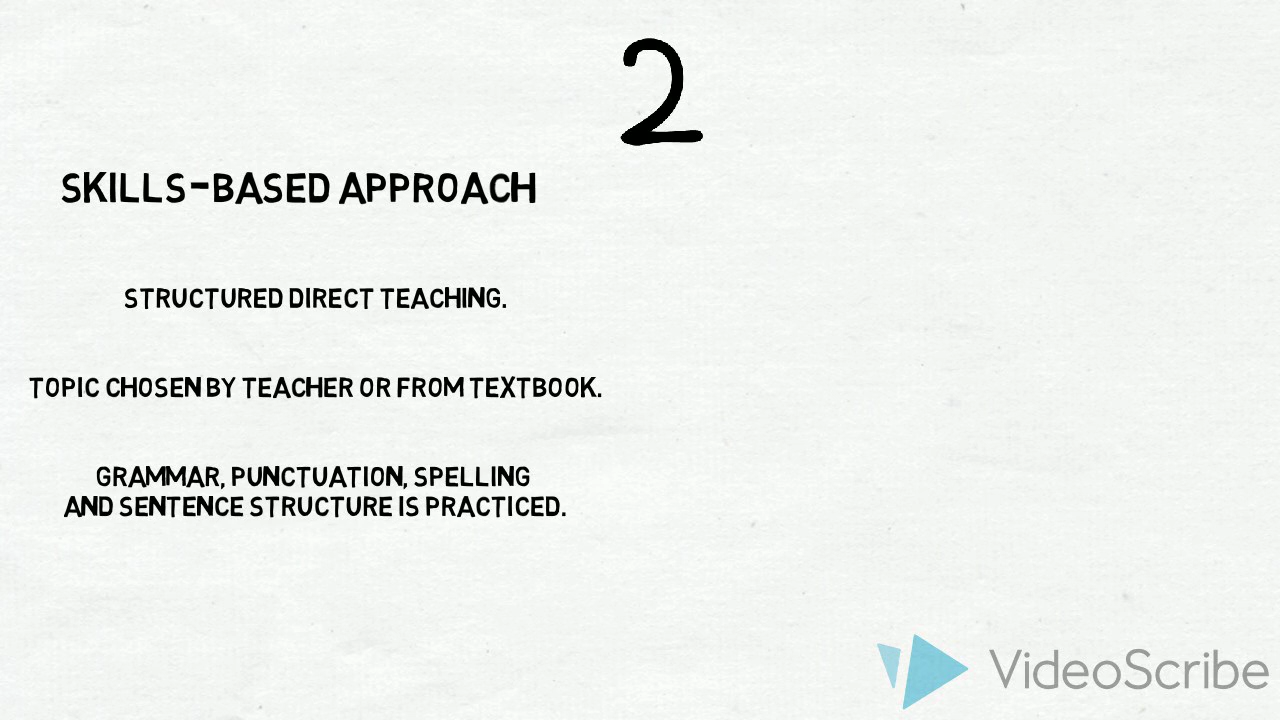 2
SKILLS-BASED APPROACH
STRUCTURED DIRECT TEACHING.
TOPIC CHOSEN BY TEACHER OR FROM TEXTBOOK.
GRAMMAR, PUNCTUATION, SPELLING
AND SENTENCE STRUCTURE IS PRACTICED.
VideoScribe